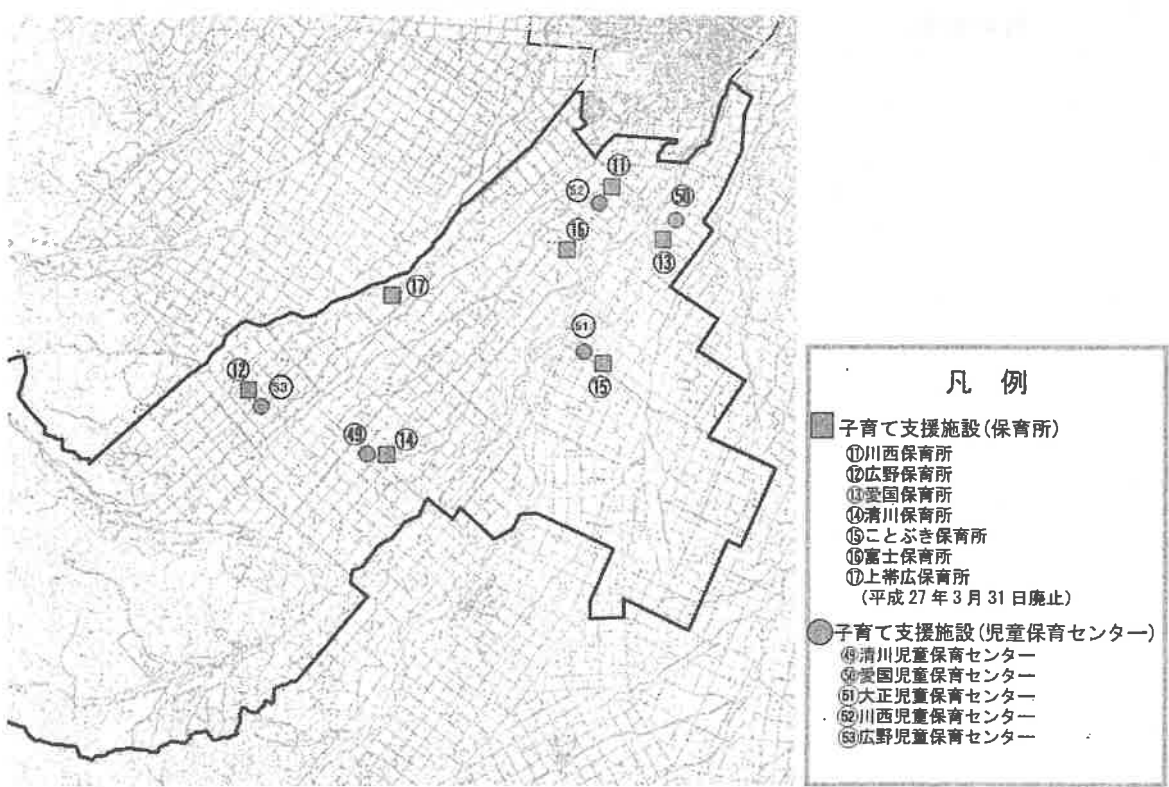 ⑪
52
50
⑯
⑬
⑰
51
⑫
53
⑮
49
⑭
凡 例
子育て支援施設(保育所)
⑪川西保育所
⑫広野保育所
⑬愛国保育所
⑭清川保育所
⑮ことぶき保育所
⑯富士保育所
⑰上帯広保育所
(平成27年3月31日廃止)
子育て支援施設(児童保育センター)
㊾清川児童保育センター
㊿愛国児童保育センター
51大正児童保育センター
52川西児童保育センター
53広野児童保育センター